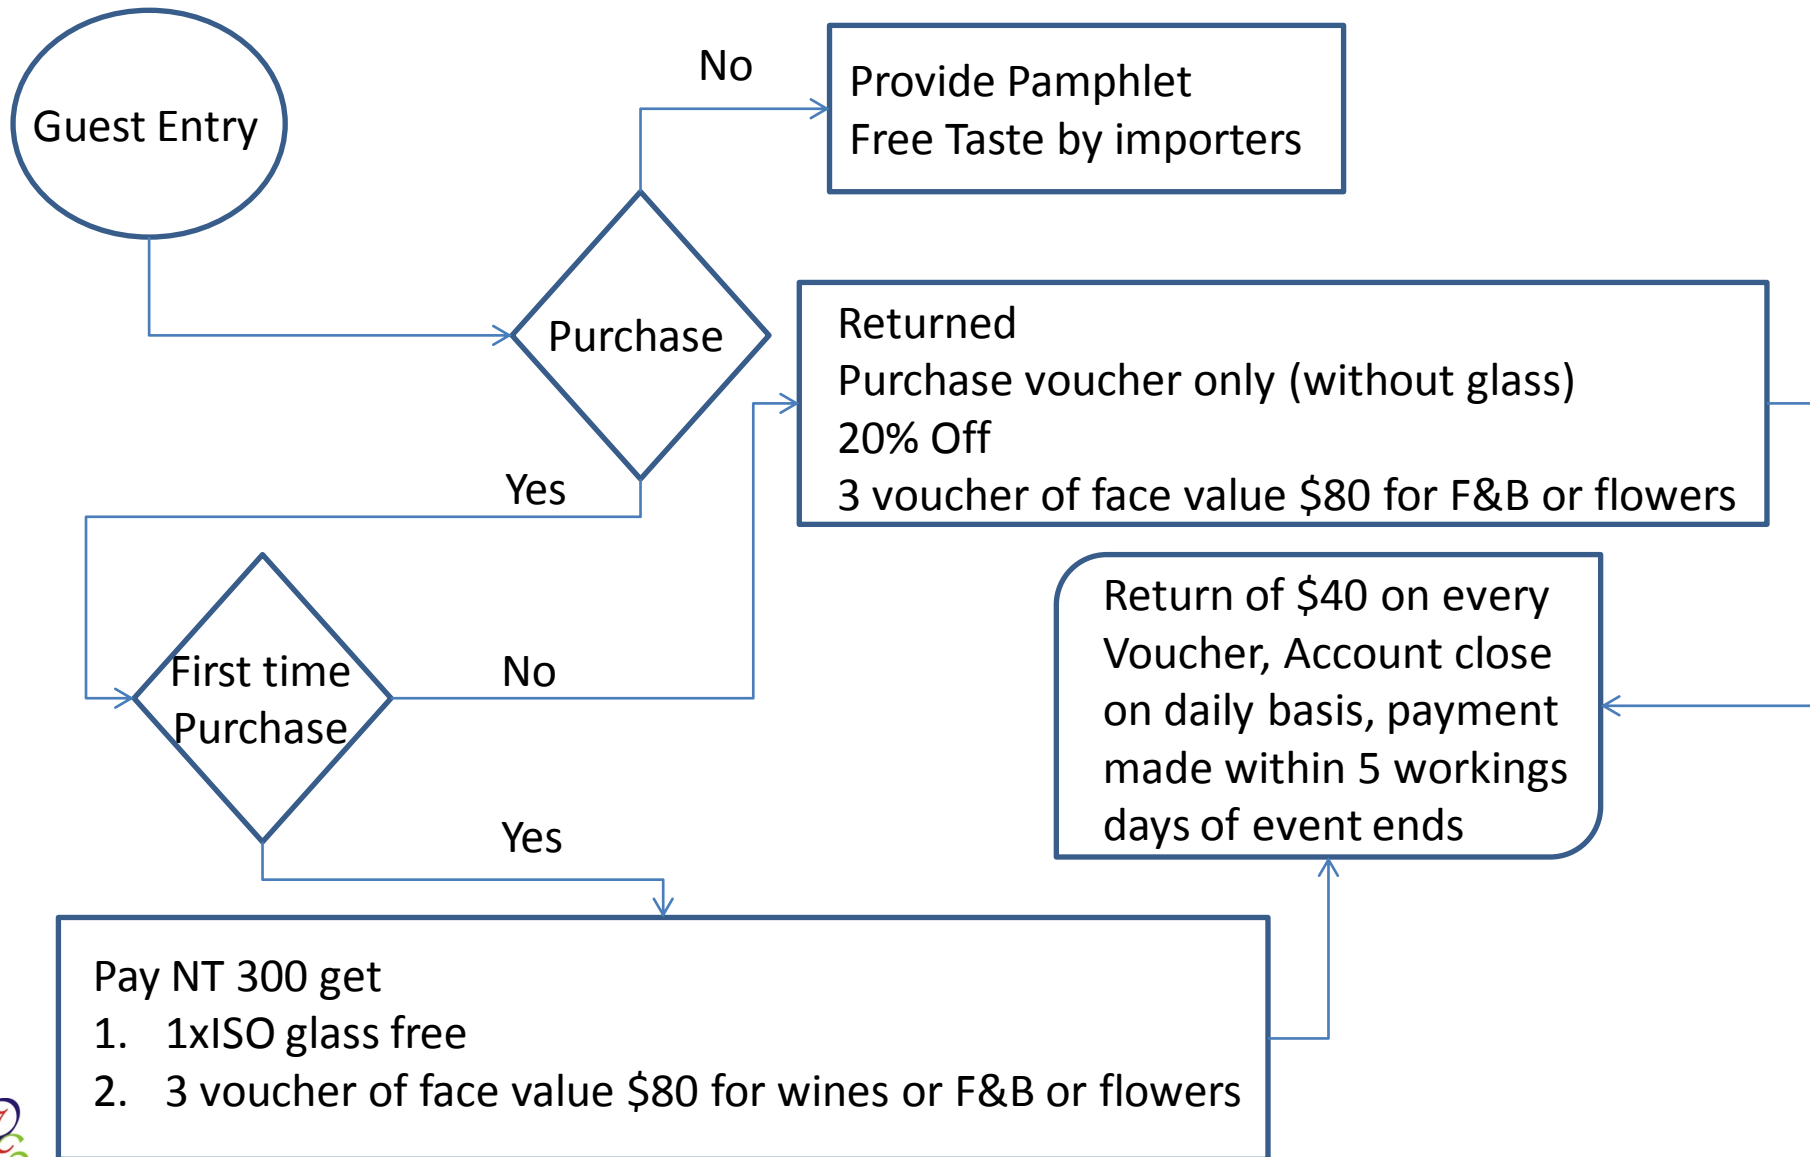 Guest Entry
No
Provide Pamphlet
Free Taste by importers
Purchase
Returned
Purchase voucher only (without glass)
20% Off
3 voucher of face value $80 for F&B or flowers
Yes
First time
Purchase
No
Return of $40 on every
Voucher, Account close
on daily basis, payment
made within 5 workings
days of event ends
Yes
Pay NT 300 get
1. 1xISO glass free
2. 3 voucher of face value $80 for wines or F&B or flowers